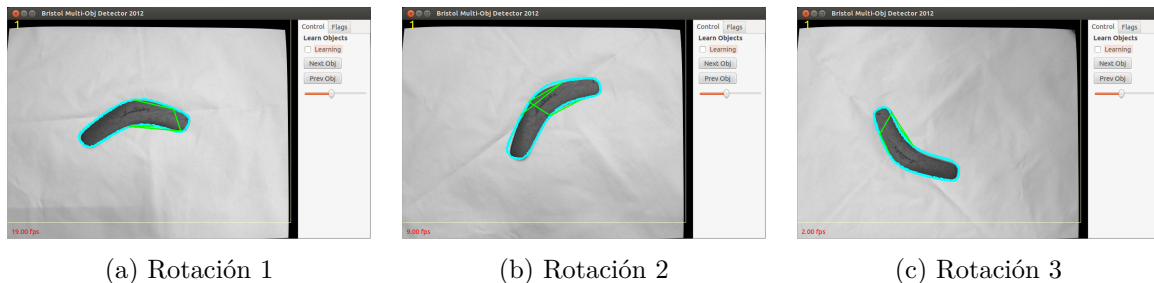 Bristol Multi-Obj Detector 2012
1
Control Flags
Learn Objects
Learning
Next Obj
Prev Obj
19.00 fps
Bristol Multi-Obj Detector 2012
1
Control Flags
Learn Objects
Learning
Next Obj
Prev Obj
9.00 fps
Bristol Multi-Obj Detector 2012
1
Control Flags
Learn Objects
Learning
Next Obj
Prev Obj
2.00 fps
(a) Rotación 1
(b) Rotación 2
(c) Rotación 3